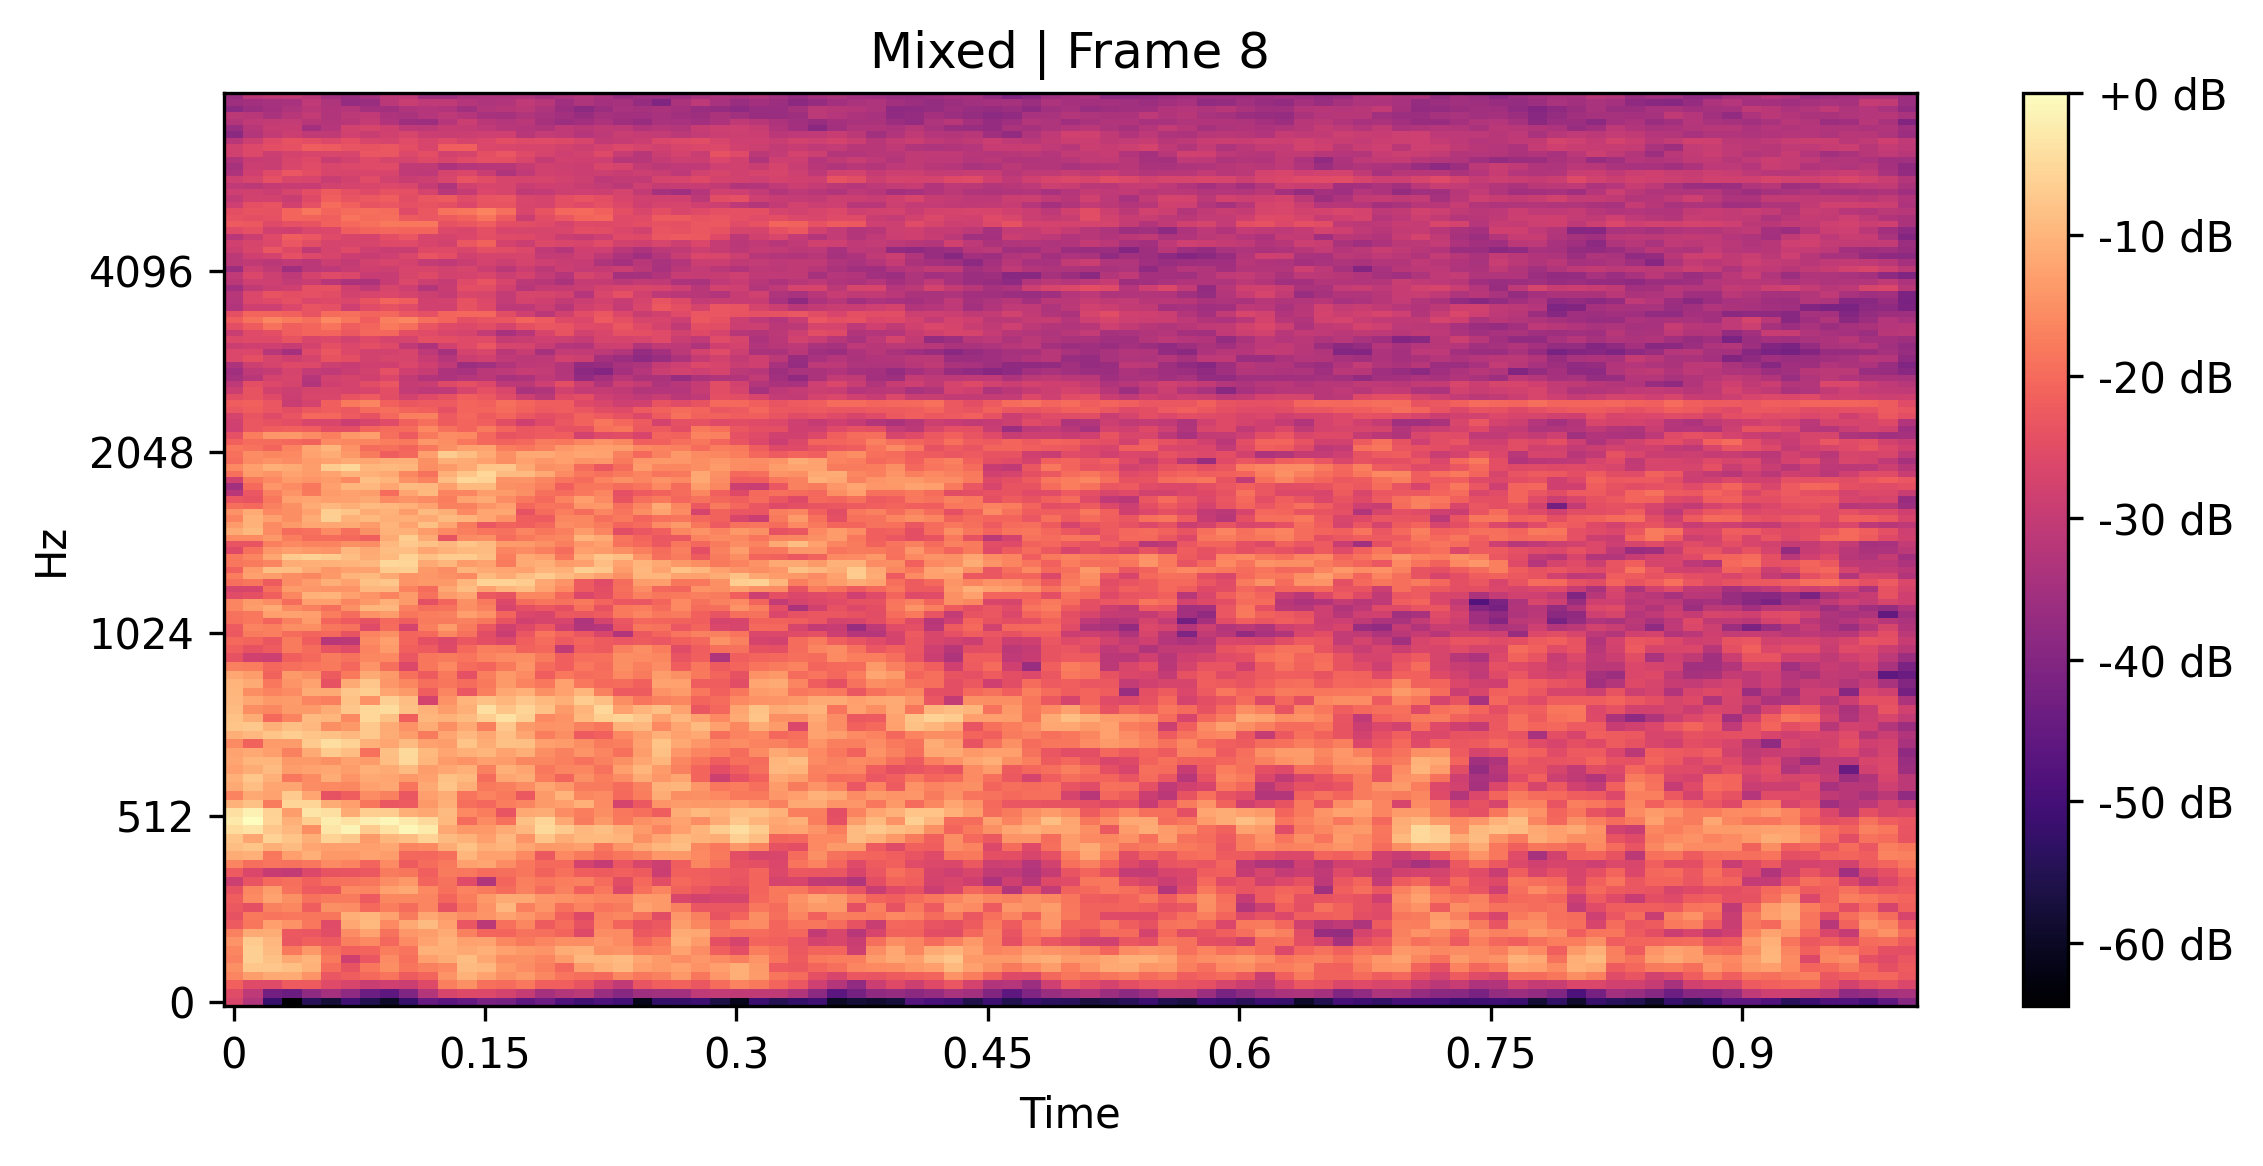 Mixed | Frame 8
+0 dB
-10 dB
-20 dB
-30 dB
-40 dB
-50 dB
-60 dB
4096
2048
1024
512
0
Hz
0 0.15 0.3 0.45 0.6 0.75 0.9
Time